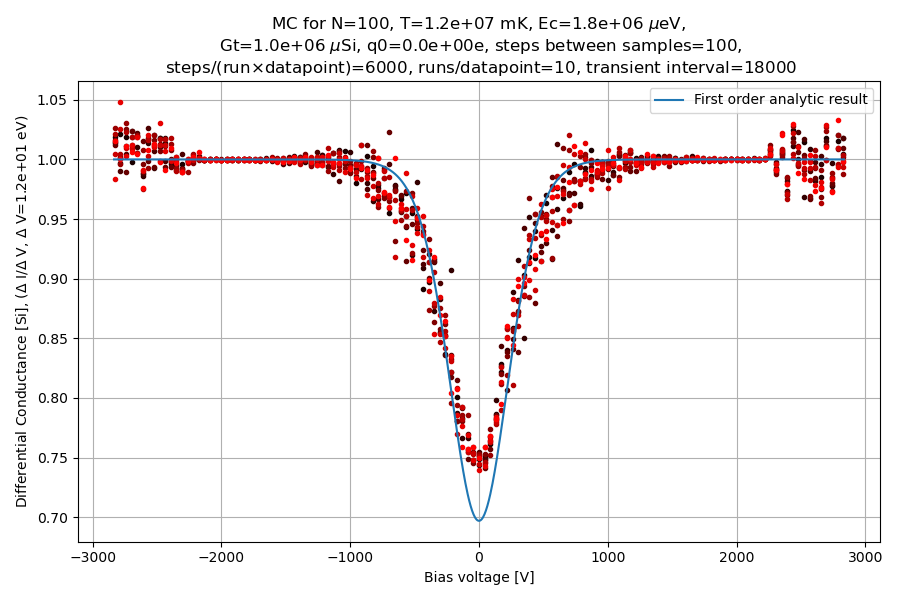 MC for N=100, T=1.2e+07 mK, Ec=1.8e+06 μeV,
Gt=1.0e+06 μSi, q0=0.0e+00e, steps between samples=100,
steps/(run×datapoint)=6000, runs/datapoint=10, transient interval=18000
First order analytic result
Differential Conductance [Si], (Δ I/Δ V, Δ V=1.2e+01 eV)
1.05
1.00
0.95
0.90
0.85
0.80
0.75
0.70
−3000 −2000 −1000 0 1000 2000 3000
Bias voltage [V]